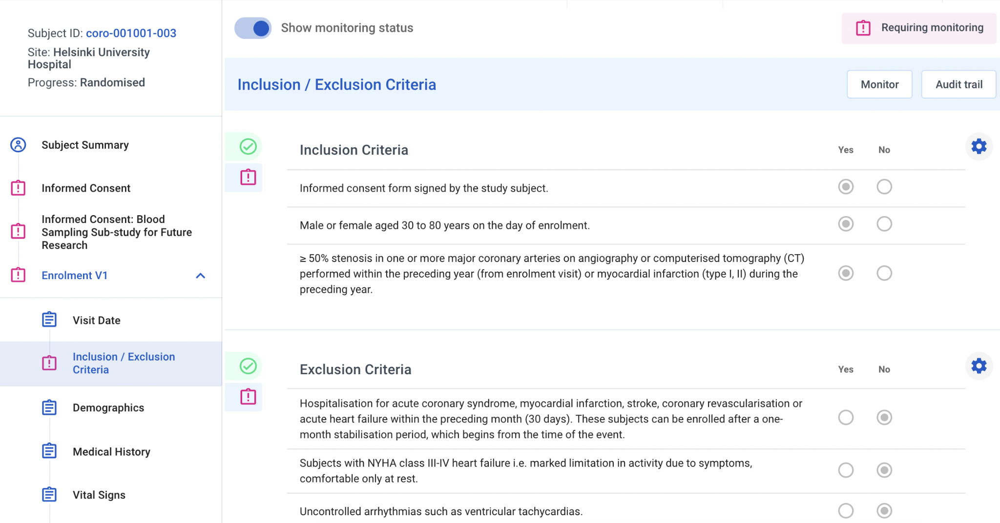 Subject ID: coro-001001-003
Site: Helsinki University
Hospital
Progress: Randomised
Subject Summary
Informed Consent
Informed Consent: Blood
Sampling Sub-study for Future
Research
Enrolment V1
Visit Date
Inclusion / Exclusion
Criteria
Demographics
Medical History
Vital Signs
Show monitoring status
Requiring monitoring
Inclusion / Exclusion Criteria
Monitor
Audit trail
Inclusion Criteria
Yes No
Informed consent form signed by the study subject.
Male or female aged 30 to 80 years on the day of enrolment.
≥ 50% stenosis in one or more major coronary arteries on angiography or computerised tomography (CT)
performed within the preceding year (from enrolment visit) or myocardial infarction (type I, II) during the
preceding year.
Exclusion Criteria
Yes No
Hospitalisation for acute coronary syndrome, myocardial infarction, stroke, coronary revascularisation or
acute heart failure within the preceding month (30 days). These subjects can be enrolled after a one-
month stabilisation period, which begins from the time of the event.
Subjects with NYHA class III-IV heart failure i.e. marked limitation in activity due to symptoms,
comfortable only at rest.
Uncontrolled arrhythmias such as ventricular tachycardias.